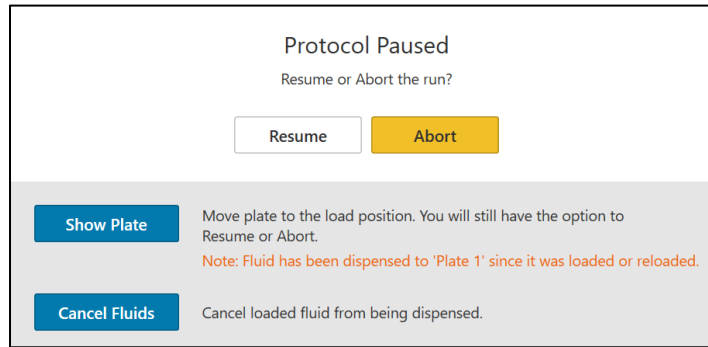 Protocol Paused
Resume or Abort the run?
Resume
Abort
Show Plate
Move plate to the load position. You will still have the option to
Resume or Abort.
Note: Fluid has been dispensed to 'Plate 1' since it was loaded or reloaded.
Cancel Fluids
Cancel loaded fluid from being dispensed.